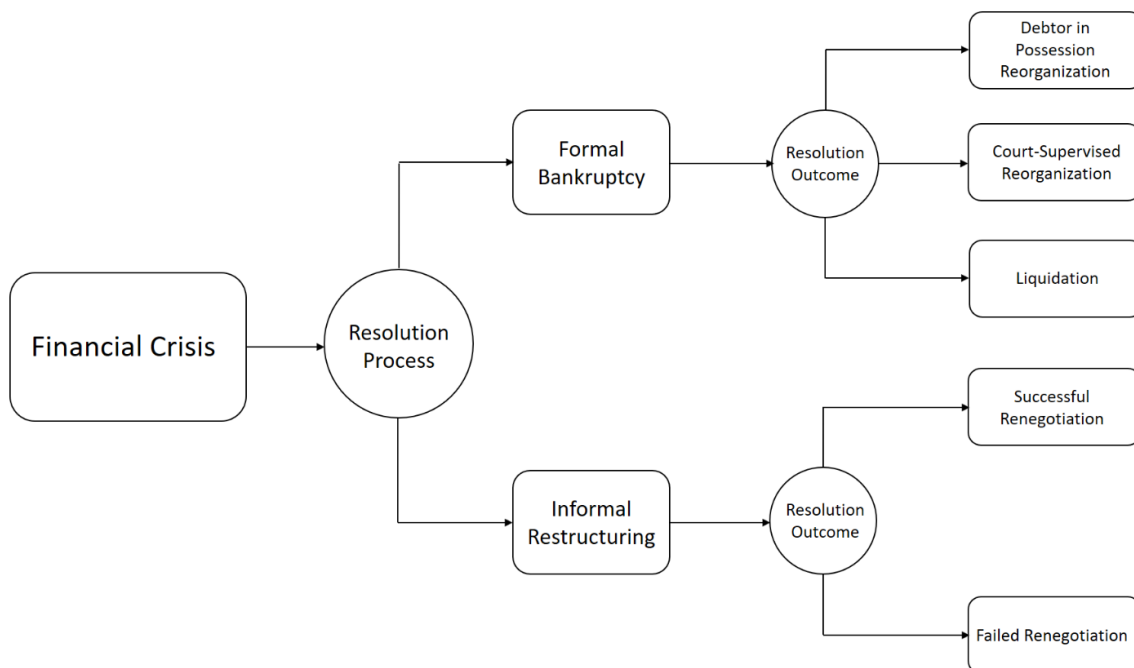 Financial Crisis
Resolution
Process
Formal
Bankruptcy
Resolution
Outcome
Debtor in
Possession
Reorganization
Court-Supervised
Reorganization
Liquidation
Informal
Restructuring
Resolution
Outcome
Successful
Renegotiation
Failed Renegotiation